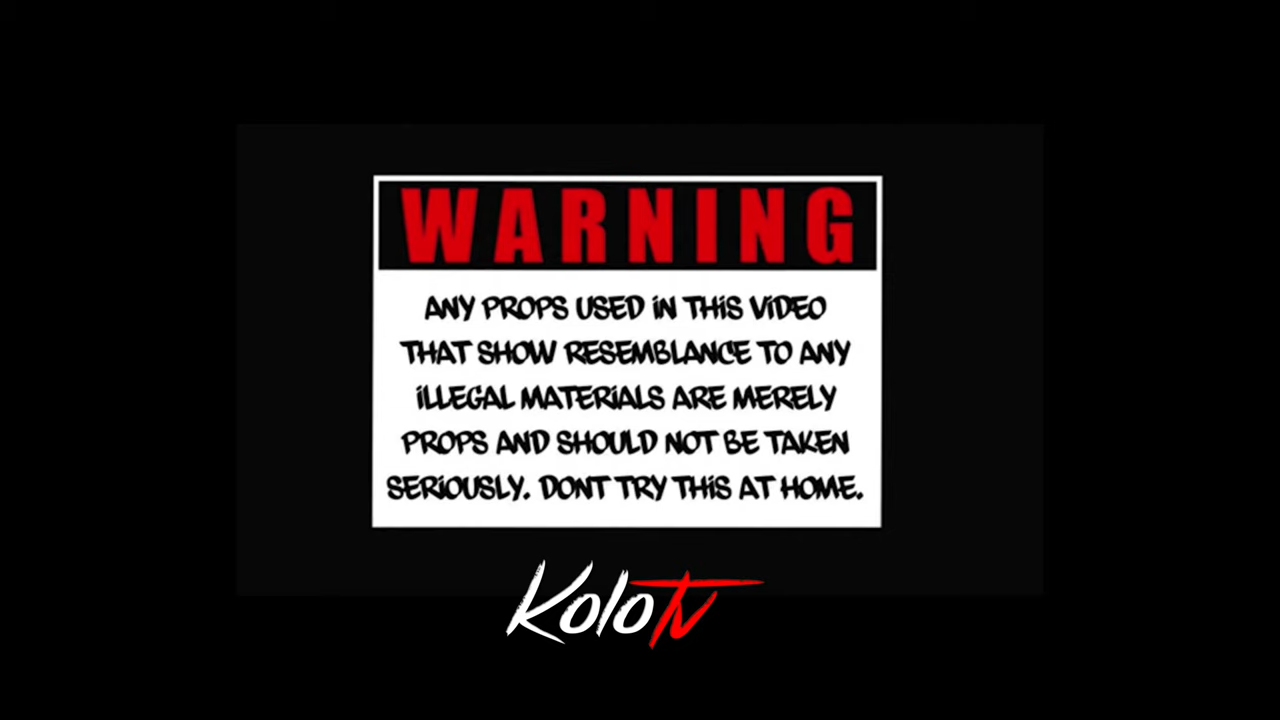 WARNING
ANY PROPS USED IN THIS VIDEO
THAT SHOW RESEMBLANCE TO ANY
ILLEGAL MATERIALS ARE MERELY
PROPS AND SHOULD NOT BE TAKEN
SERIOUSLY. DONT TRY THIS AT HOME.
KoloTV